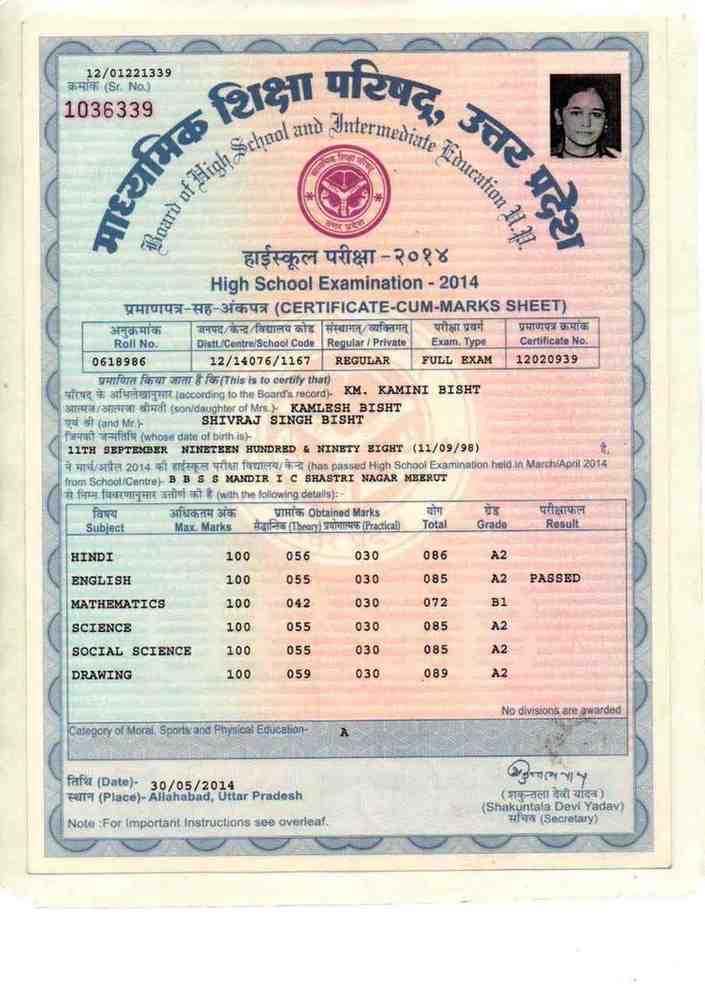 12/01221339
क्रमांक (Sr. No.)
1036339
माध्यमिक शिक्षा परिषद्, उत्तर प्रदेश
Board of High School and Intermediate Education U.P.
हाईस्कूल परीक्षा - २०१४
High School Examination - 2014
प्रमाणपत्र-सह-अंकपत्र (CERTIFICATE-CUM-MARKS SHEET)
अनुक्रमांक जनपद/केन्द्र/विद्यालय कोड संस्थागत/व्यक्तिगत परीक्षा प्रवर्ग प्रमाणपत्र क्रमांक
Roll No. Distt./Centre/School Code Regular / Private Exam. Type Certificate No.
0618986 12/14076/1167 REGULAR FULL EXAM 12020939
प्रमाणित किया जाता है कि (This is to certify that)
परिषद् के अभिलेखानुसार (according to the Board's record)- KM. KAMINI BISHT
आत्मज/आत्मजा श्रीमती (son/daughter of Mrs.)- KAMLESH BISHT
एवं श्री (and Mr.)- SHIVRAJ SINGH BISHT
जिनकी जन्मतिथि (whose date of birth is)-
11TH SEPTEMBER NINETEEN HUNDRED & NINETY EIGHT (11/09/98) है,
ने मार्च/अप्रैल 2014 की हाईस्कूल परीक्षा विद्यालय/केन्द्र (has passed High School Examination held in March/April 2014
from School/Centre)- B B S S MANDIR I C SHASTRI NAGAR MEERUT
से निम्न विवरणानुसार उत्तीर्ण की है (with the following details):-
विषय अधिकतम अंक प्राप्तांक Obtained Marks योग ग्रेड परीक्षाफल
Subject Max. Marks सैद्धान्तिक (Theory) प्रयोगात्मक (Practical) Total Grade Result
HINDI 100 056 030 086 A2
ENGLISH 100 055 030 085 A2 PASSED
MATHEMATICS 100 042 030 072 B1
SCIENCE 100 055 030 085 A2
SOCIAL SCIENCE 100 055 030 085 A2
DRAWING 100 059 030 089 A2
No divisions are awarded
Category of Moral, Sports and Physical Education- A
तिथि (Date)- 30/05/2014
स्थान (Place)- Allahabad, Uttar Pradesh
(शकुन्तला देवी यादव)
(Shakuntala Devi Yadav)
सचिव (Secretary)
Note :For Important Instructions see overleaf.